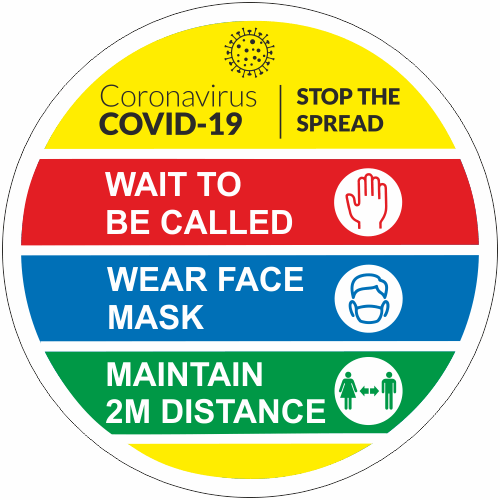 Coronavirus
COVID-19
STOP THE
SPREAD
WAIT TO
BE CALLED
WEAR FACE
MASK
MAINTAIN
2M DISTANCE